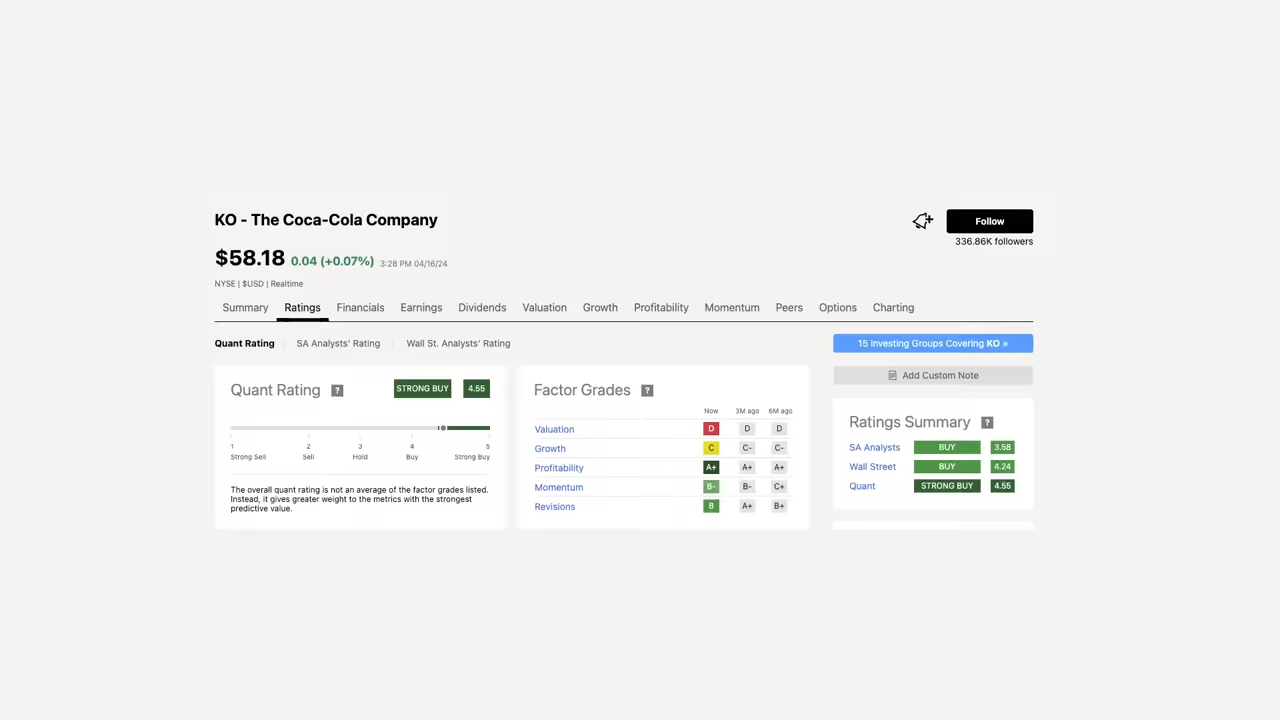 KO - The Coca-Cola Company
Follow
336.86K followers
$58.18 0.04 (+0.07%) 3:28 PM 04/16/24
NYSE | $USD | Realtime
Summary Ratings Financials Earnings Dividends Valuation Growth Profitability Momentum Peers Options Charting
Quant Rating SA Analysts' Rating Wall St. Analysts' Rating
15 Investing Groups Covering KO »
Add Custom Note
Quant Rating ? STRONG BUY 4.55
1 2 3 4 5
Strong Sell Sell Hold Buy Strong Buy
The overall quant rating is not an average of the factor grades listed.
Instead, it gives greater weight to the metrics with the strongest
predictive value.
Factor Grades ?
Now 3M ago 6M ago
Valuation D D D
Growth C C- C-
Profitability A+ A+ A+
Momentum B- B- C+
Revisions B A+ B+
Ratings Summary ?
SA Analysts BUY 3.58
Wall Street BUY 4.24
Quant STRONG BUY 4.55